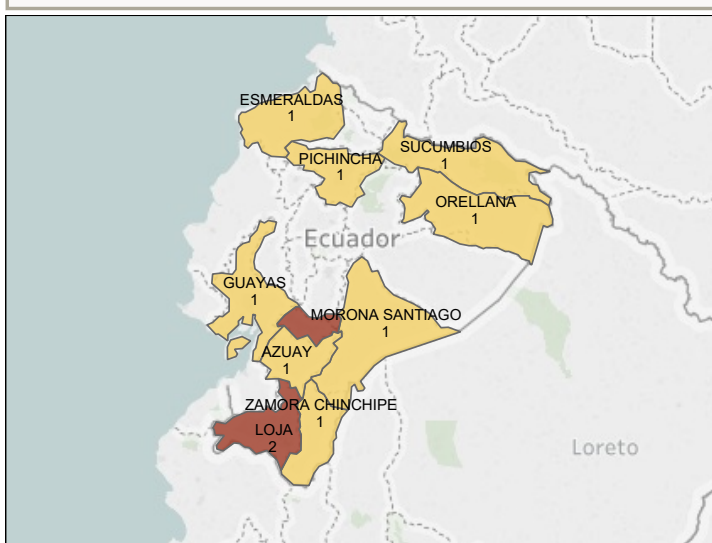 ESMERALDAS
1
PICHINCHA
1
SUCUMBIOS
1
ORELLANA
1
Ecuador
GUAYAS
1
MORONA SANTIAGO
1
AZUAY
1
ZAMORA CHINCHIPE
1
LOJA
2
Loreto